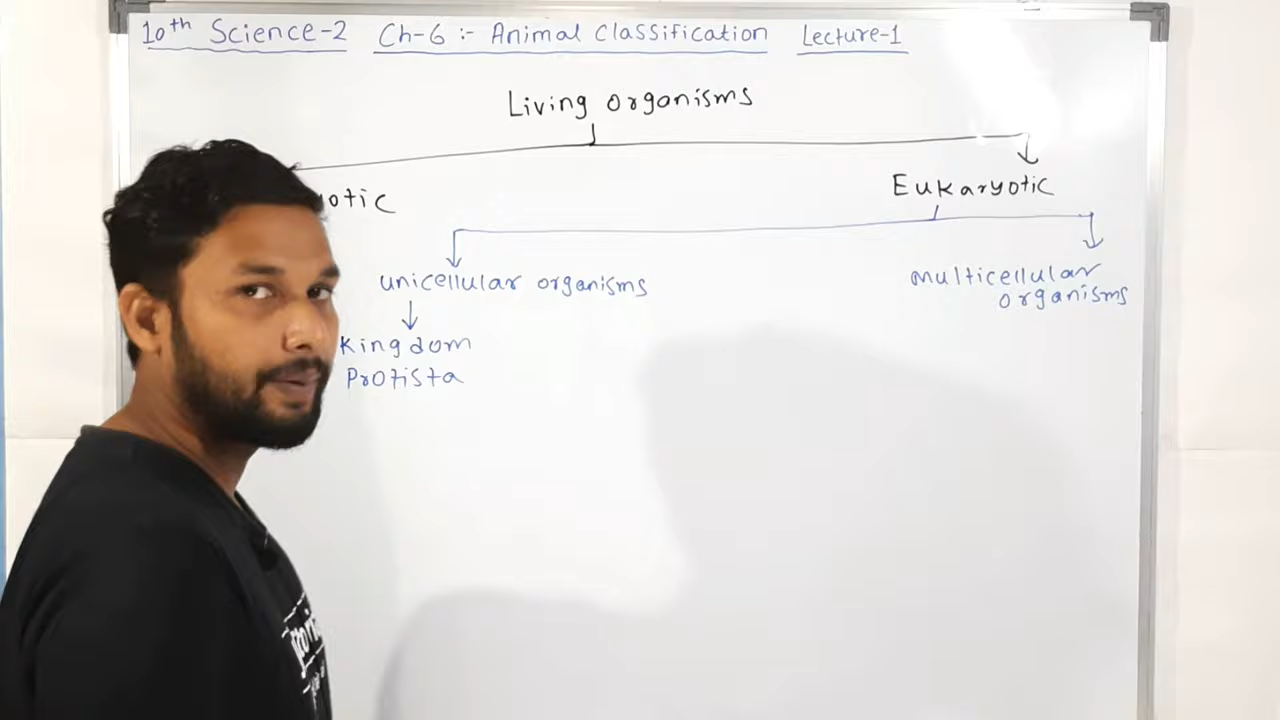 10th Science-2 Ch-6 :- Animal Classification Lecture-1
Living organisms
otic Eukaryotic
unicellular organisms multicellular
organisms
Kingdom
Protista